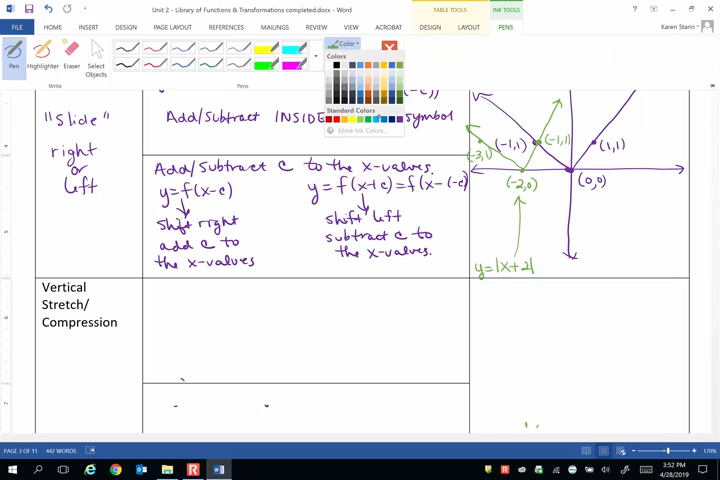 Unit 2 - Library of Functions & Transformations completed.docx - Word
TABLE TOOLS
INK TOOLS
Karen Starin
FILE
HOME
INSERT
DESIGN
PAGE LAYOUT
REFERENCES
MAILINGS
REVIEW
VIEW
ACROBAT
DESIGN
LAYOUT
PENS
Pen
Highlighter
Eraser
Select
Objects
Color
Write
Pens
Colors
Standard Colors
More Ink Colors...
"Slide"
right
or
left
Add/Subtract INSIDE
symbol
Add/Subtract C to the x-values.
y=f(x-c)
shift right
add c to
the x-values
y=f(x+c)=f(x-(-c))
shift left
subtract c to
the x-values.
(-3,1)
(-1,1)
(-1,1)
(1,1)
(-2,0)
(0,0)
y=|x+2|
Vertical
Stretch/
Compression
5
6
7
PAGE 3 OF 11
442 WORDS
170%
3:52 PM
4/28/2019